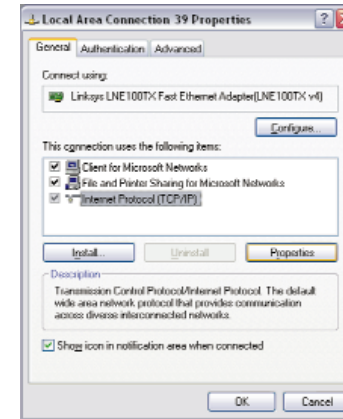 Local Area Connection 39 Properties
General Authentication Advanced
Connect using:
Linksys LNE100TX Fast Ethernet Adapter(LNE100TX v4)
Configure...
This connection uses the following items:
Client for Microsoft Networks
File and Printer Sharing for Microsoft Networks
Internet Protocol (TCP/IP)
Install... Uninstall Properties
Description
Transmission Control Protocol/Internet Protocol. The default
wide area network protocol that provides communication
across diverse interconnected networks.
Show icon in notification area when connected
OK Cancel